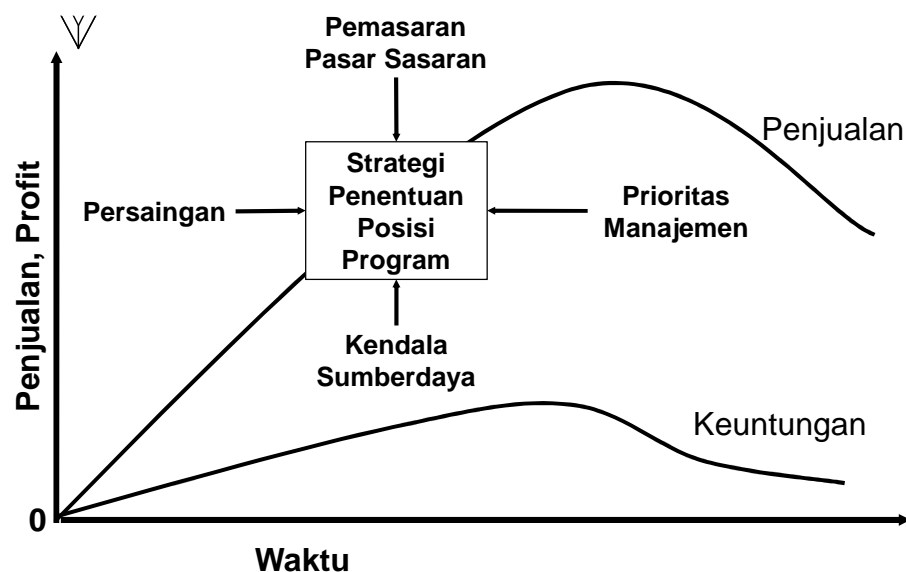 Pemasaran
Pasar Sasaran
Penjualan
Strategi
Penentuan
Posisi
Program
Persaingan
Prioritas
Manajemen
Penjualan, Profit
Kendala
Sumberdaya
Keuntungan
0
Waktu